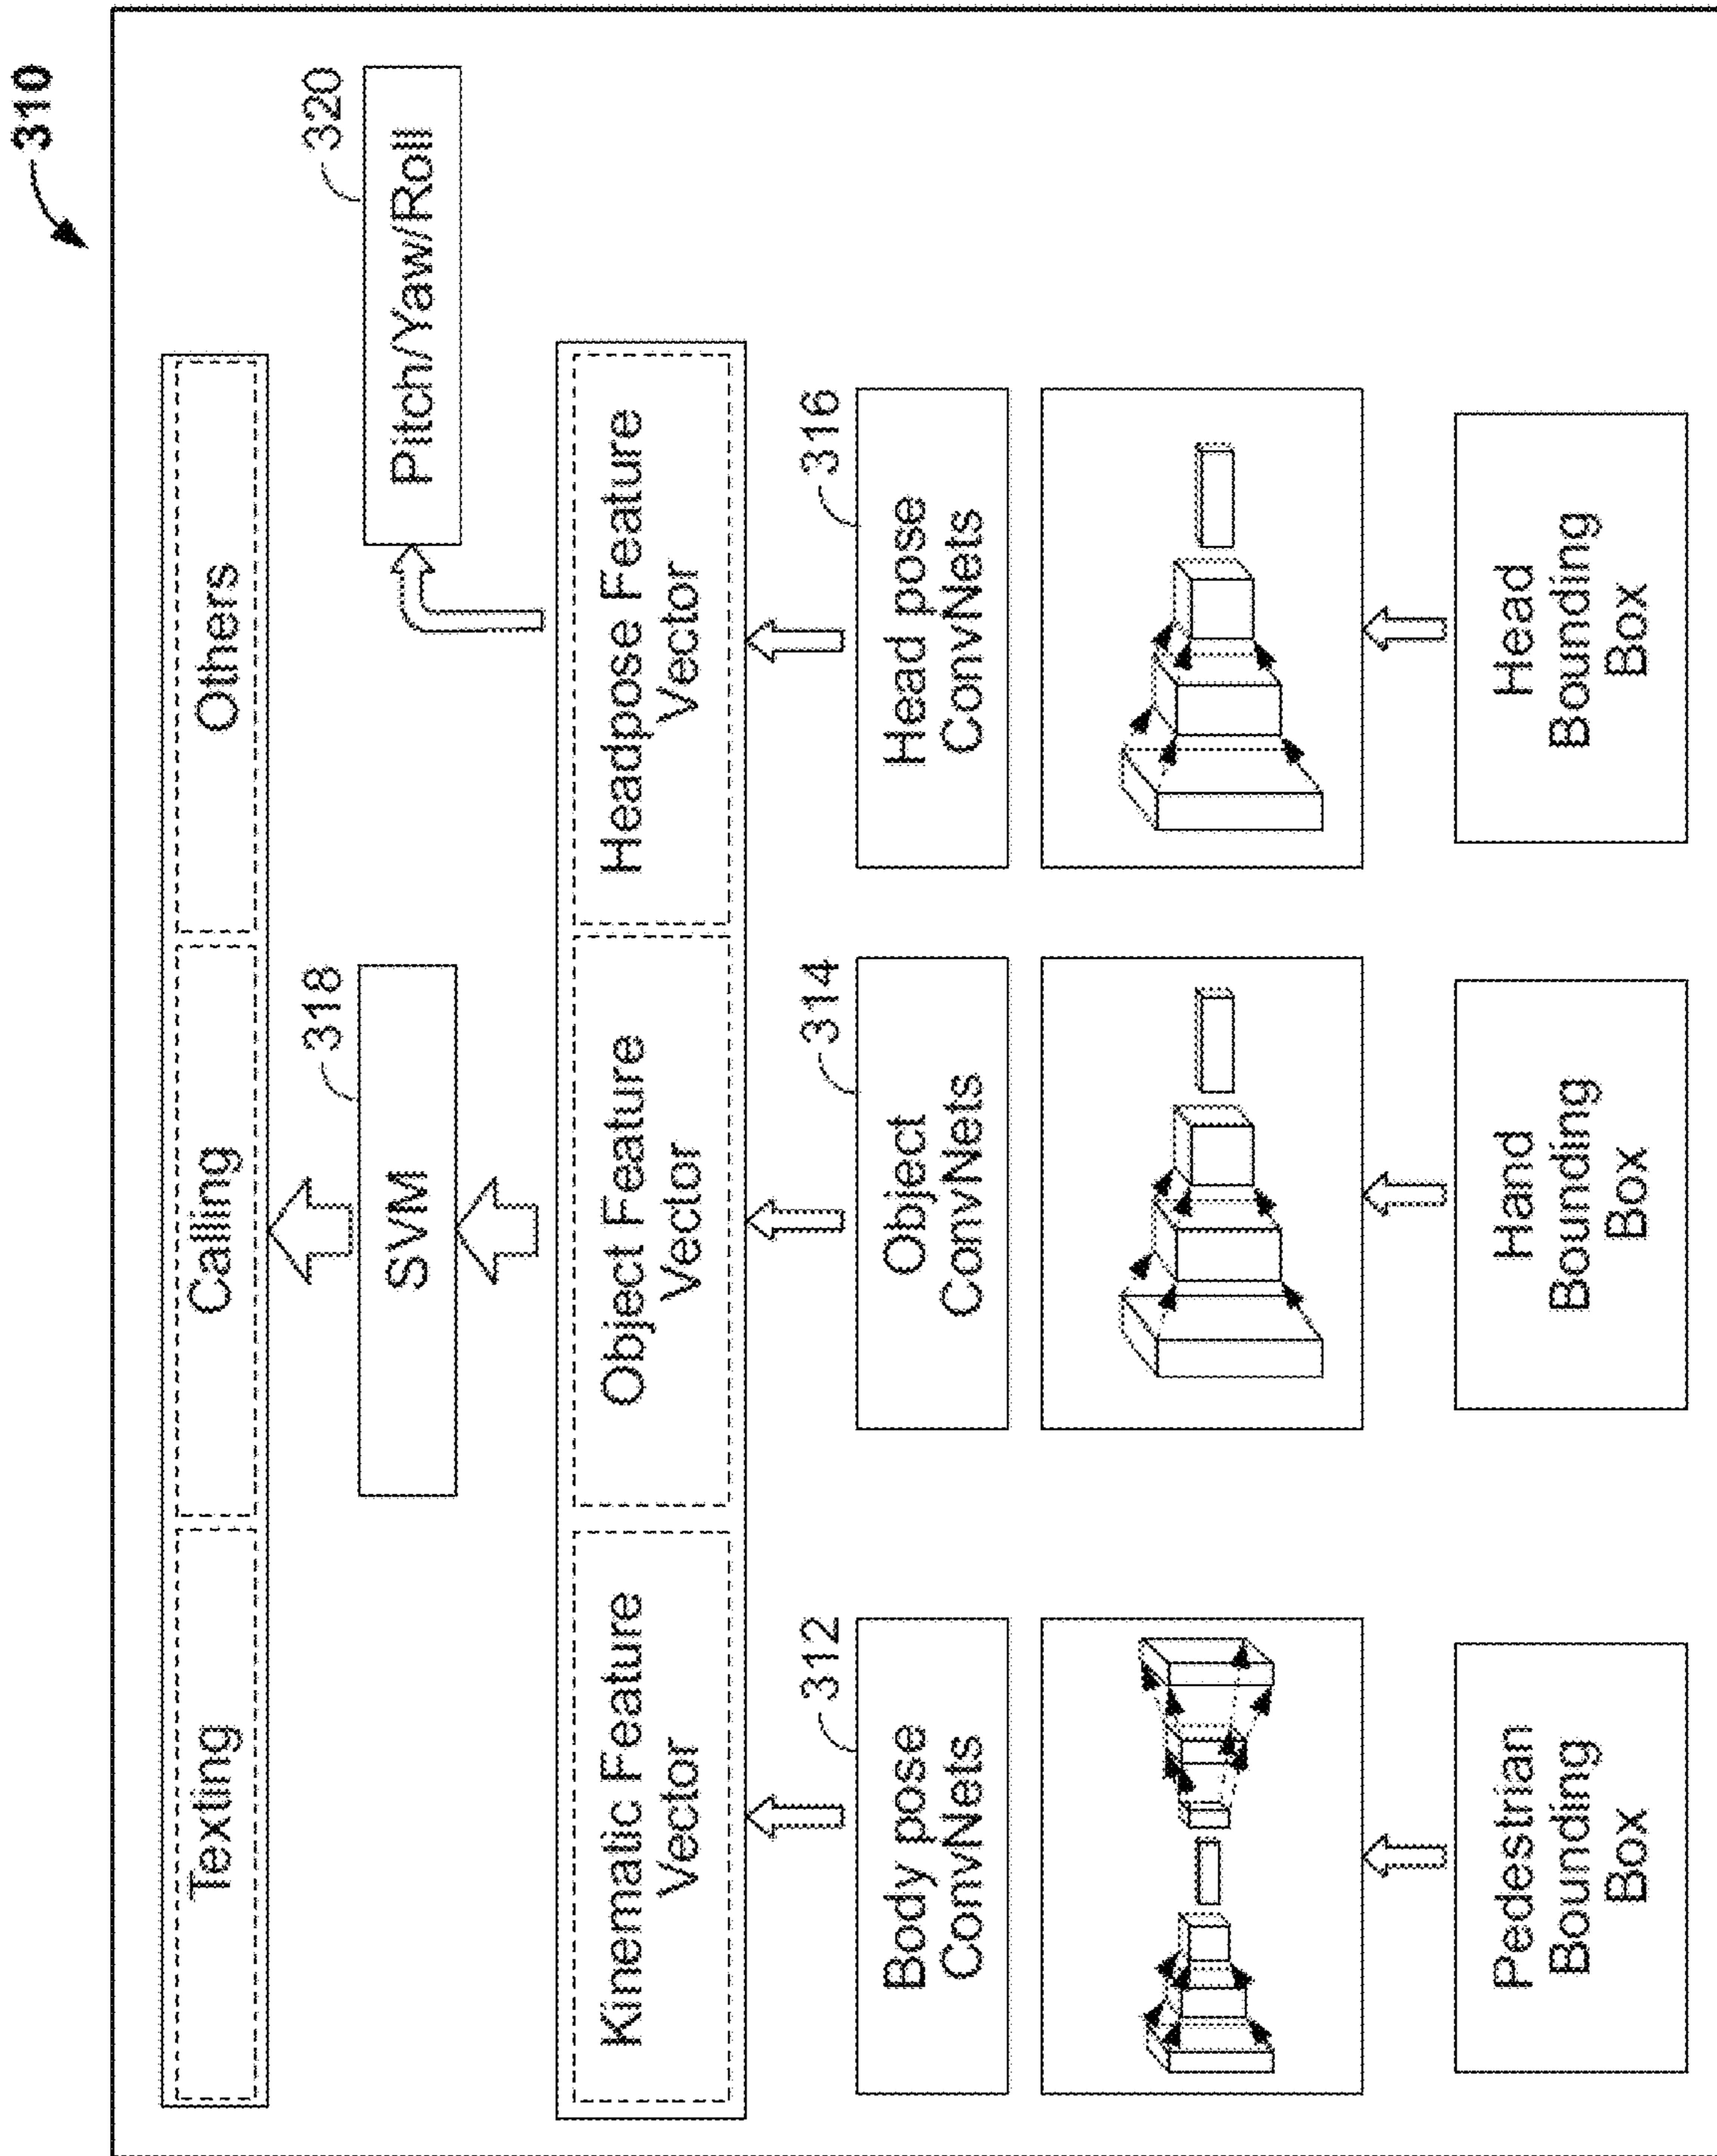 310
Texting
Calling
Others
318
SVM
320
Pitch/Yaw/Roll
Kinematic Feature
Vector
Object Feature
Vector
Headpose Feature
Vector
312
Body pose
ConvNets
314
Object
ConvNets
316
Head pose
ConvNets
Pedestrian
Bounding
Box
Hand
Bounding
Box
Head
Bounding
Box